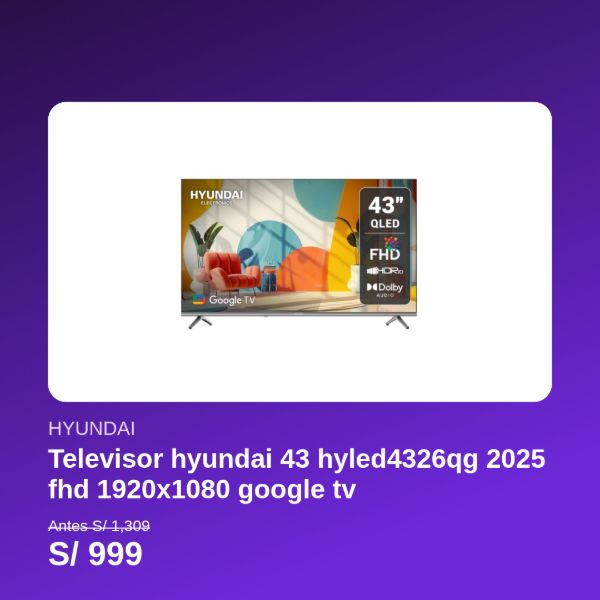 HYUNDAI
ELECTRONICS
43"
QLED
FHD
HDR10
Dolby
AUDIO
Google TV
HYUNDAI
Televisor hyundai 43 hyled4326qg 2025
fhd 1920x1080 google tv
Antes S/ 1,309
S/ 999